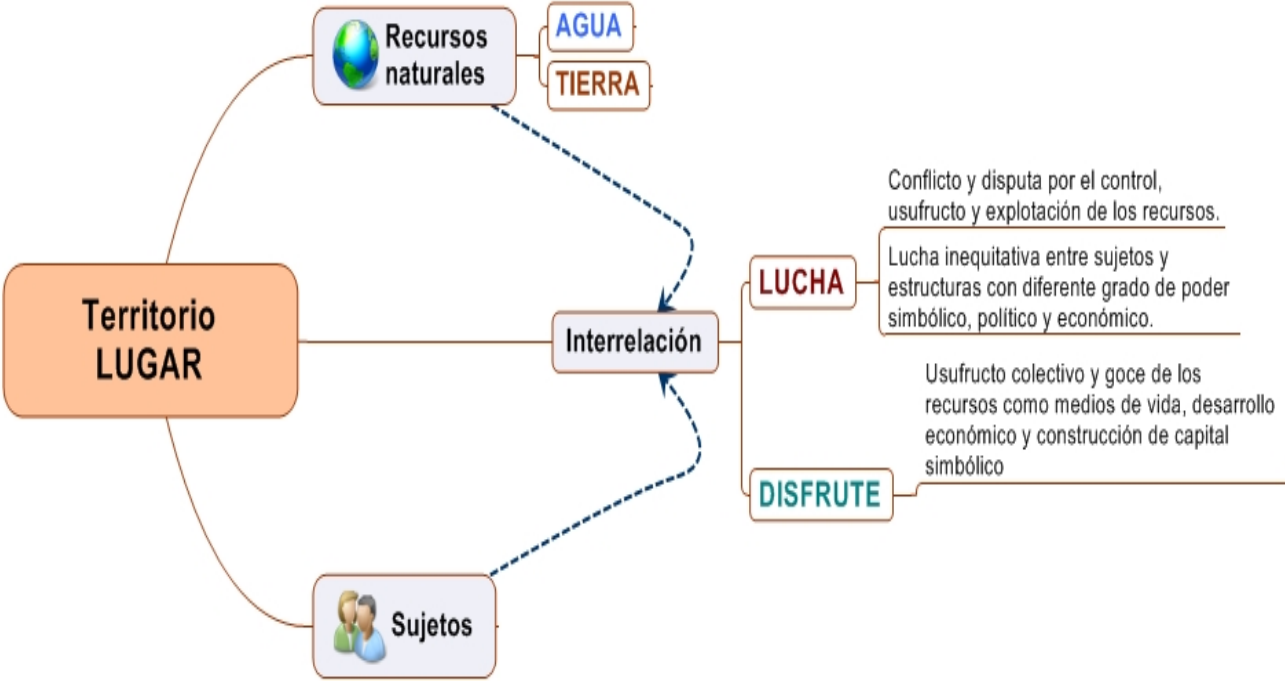 Recursos
naturales
AGUA
TIERRA
Territorio
LUGAR
Interrelación
LUCHA
Conflicto y disputa por el control,
usufructo y explotación de los recursos.
Lucha inequitativa entre sujetos y
estructuras con diferente grado de poder
simbólico, político y económico.
DISFRUTE
Usufructo colectivo y goce de los
recursos como medios de vida, desarrollo
económico y construcción de capital
simbólico
Sujetos